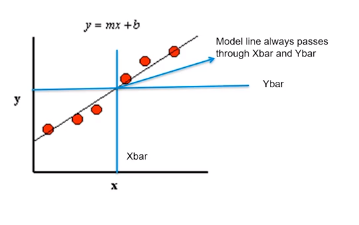 y = mx + b
Model line always passes
through Xbar and Ybar
Ybar
y
Xbar
x